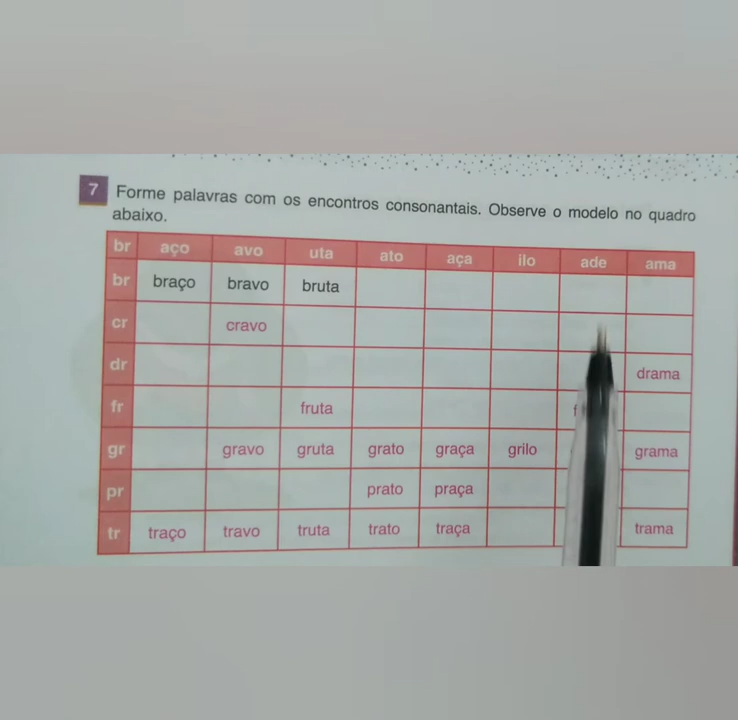 7 Forme palavras com os encontros consonantais. Observe o modelo no quadro
abaixo.
br aço avo uta ato aça ilo ade ama
br braço bravo bruta
cr cravo
dr drama
fr fruta
gr gravo gruta grato graça grilo grama
pr prato praça
tr traço travo truta trato traça trama